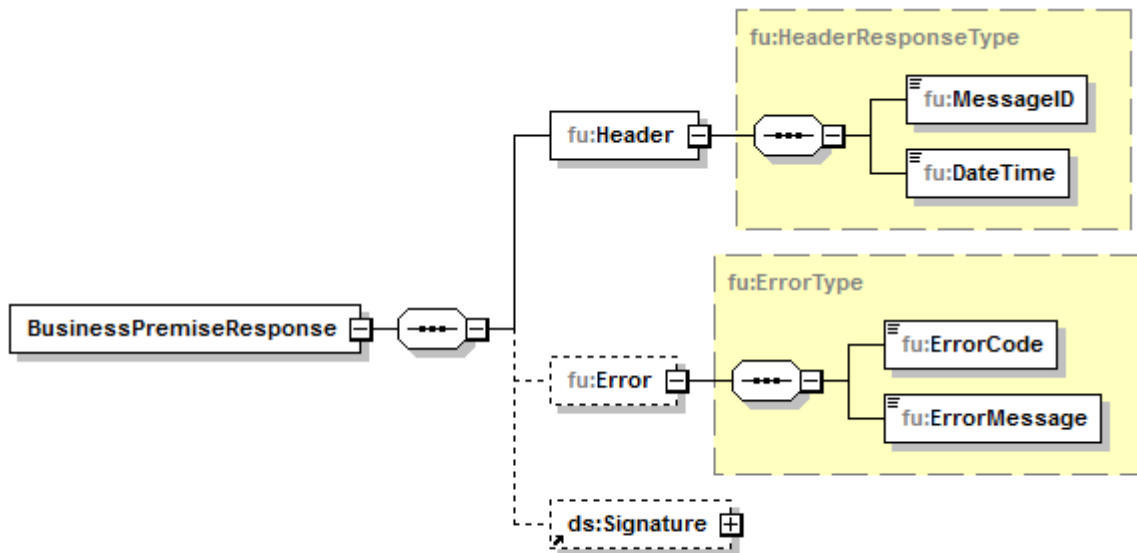 fu:HeaderResponseType
fu:MessageID
fu:Header
fu:DateTime
fu:ErrorType
BusinessPremiseResponse
fu:ErrorCode
fu:Error
fu:ErrorMessage
ds:Signature